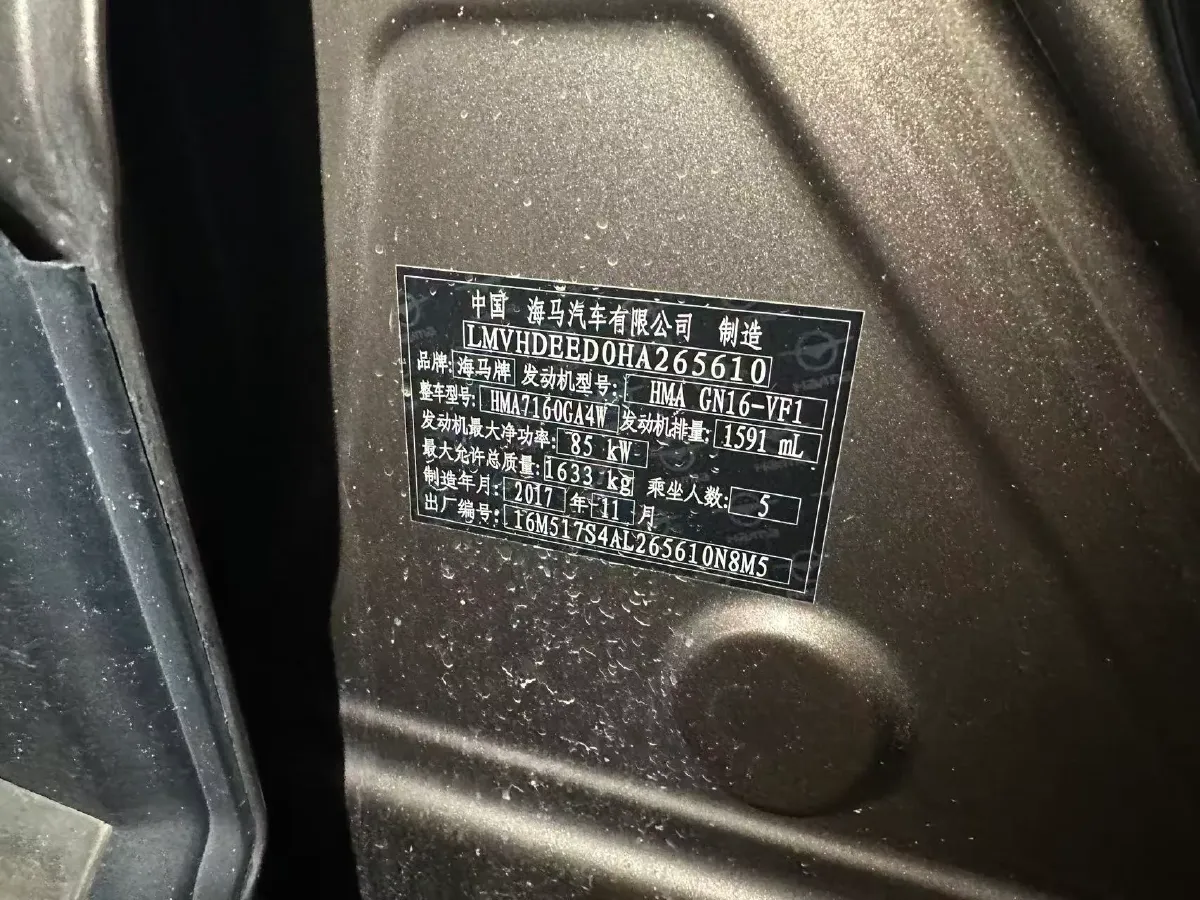 中国 海马汽车有限公司 制造
LMVHDEED0HA265610
品牌: 海马牌 发动机型号: HMA GN16-VF1
整车型号: HMA7160GA4W 发动机排量: 1591 mL
发动机最大净功率: 85 kW
最大允许总质量: 1633 kg 乘坐人数: 5
制造年月: 2017 年 11 月
出厂编号: 16M517S4AL265610N8M5